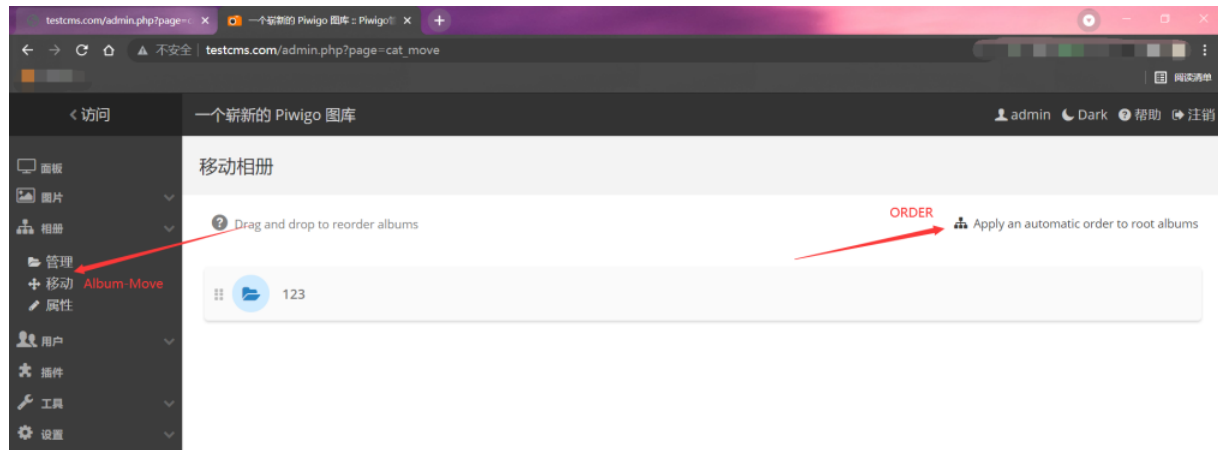 testcms.com/admin.php?page=c
一个崭新的 Piwigo 图库 :: Piwigo
不安全 | testcms.com/admin.php?page=cat_move
阅读清单
访问
一个崭新的 Piwigo 图库
admin Dark 帮助 注销
面板
移动相册
图片
Drag and drop to reorder albums
ORDER
Apply an automatic order to root albums
相册
管理
移动 Album-Move
属性
123
用户
插件
工具
设置